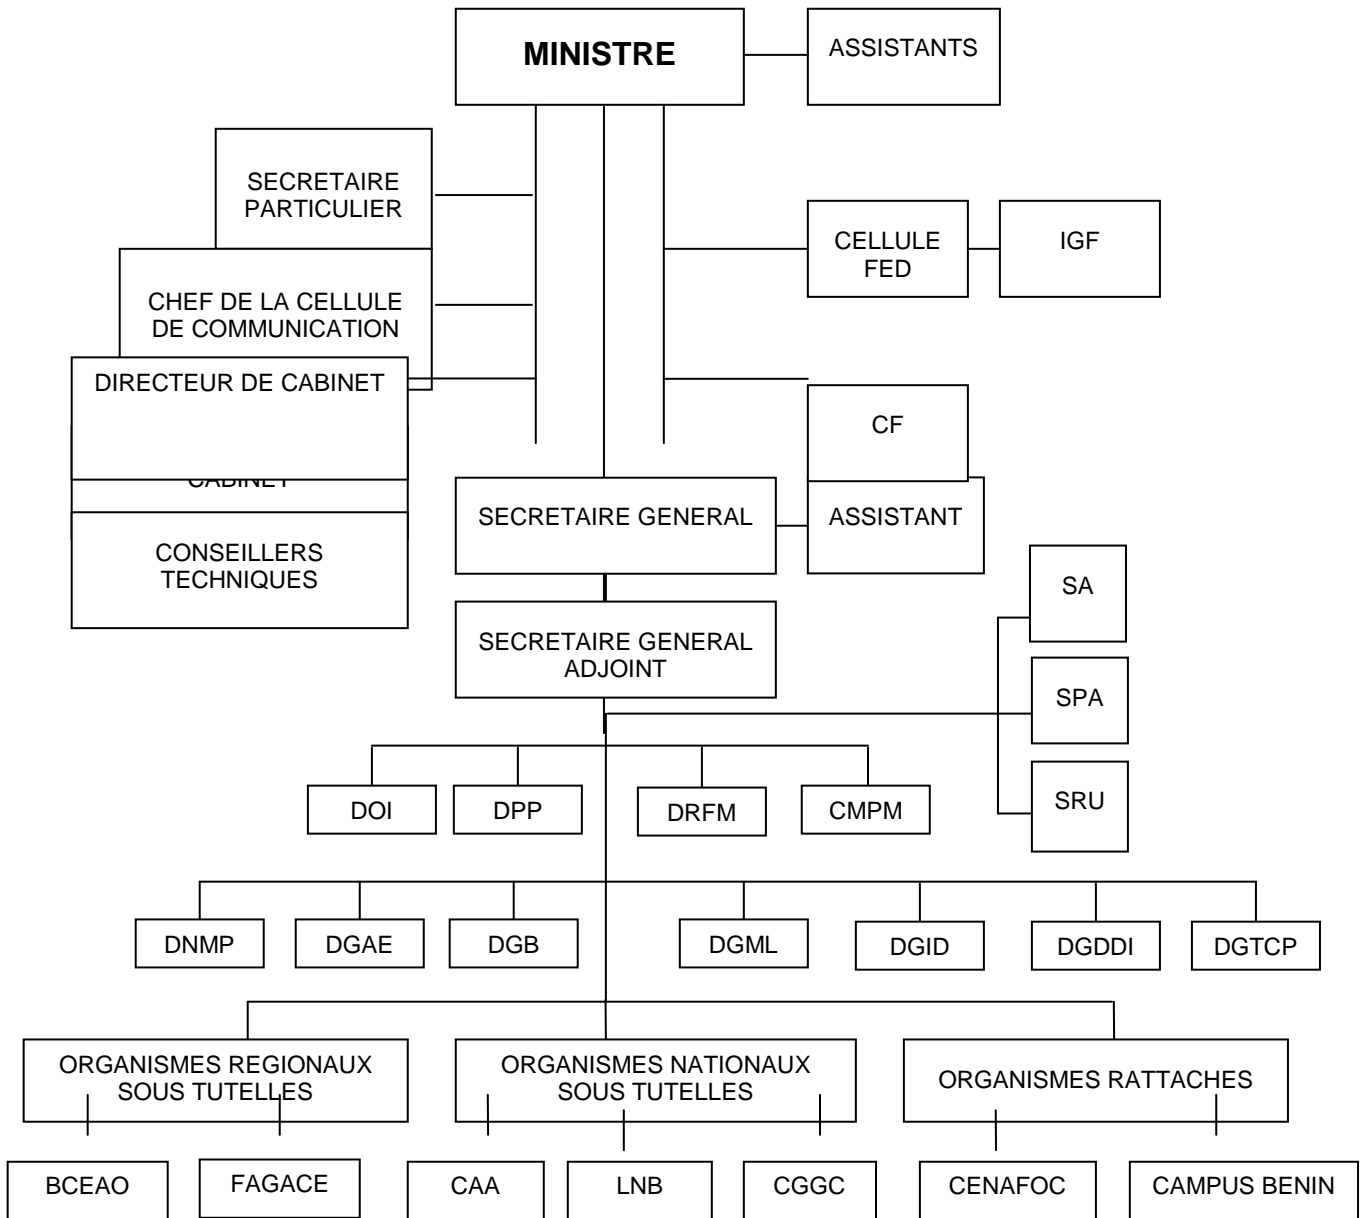 MINISTRE
ASSISTANTS
SECRETAIRE
PARTICULIER
CELLULE
FED
IGF
CHEF DE LA CELLULE
DE COMMUNICATION
DIRECTEUR DE CABINET
CF
CABINET
SECRETAIRE GENERAL
ASSISTANT
CONSEILLERS
TECHNIQUES
SA
SECRETAIRE GENERAL
ADJOINT
SPA
SRU
DOI
DPP
DRFM
CMPM
DNMP
DGAE
DGB
DGML
DGID
DGDDI
DGTCP
ORGANISMES REGIONAUX
SOUS TUTELLES
ORGANISMES NATIONAUX
SOUS TUTELLES
ORGANISMES RATTACHES
BCEAO
FAGACE
CAA
LNB
CGGC
CENAFOC
CAMPUS BENIN